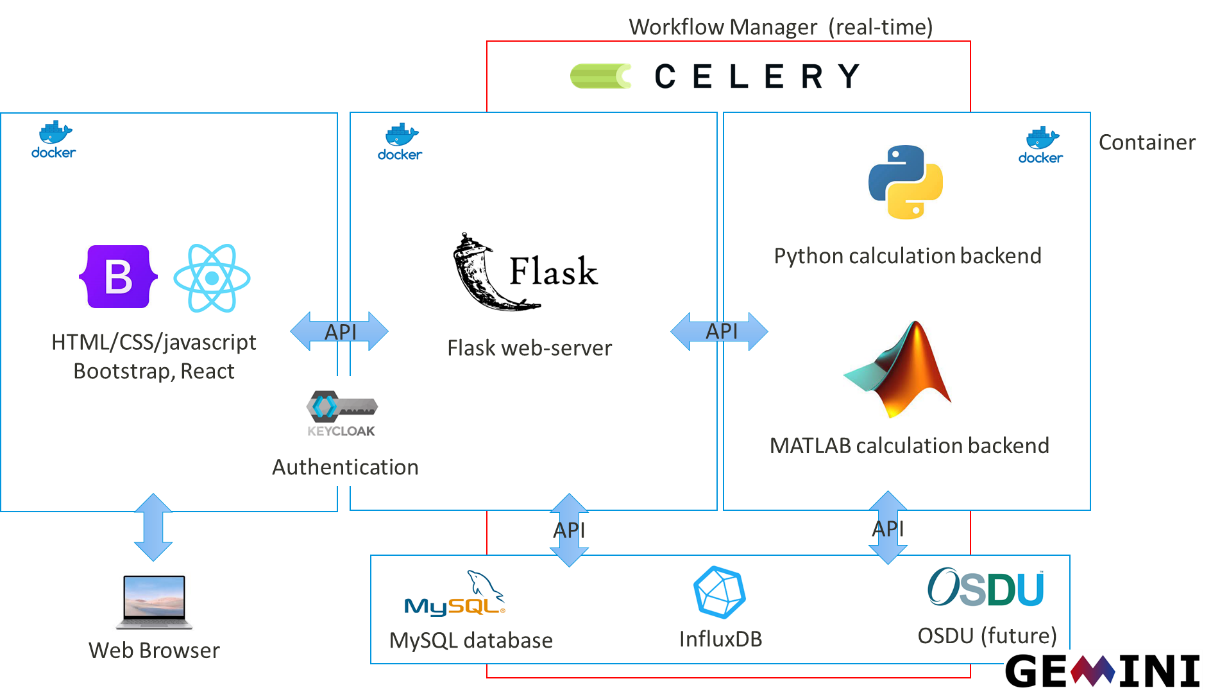 Workflow Manager (real-time)
CELERY
docker
docker
docker
Container
Python calculation backend
B
Flask
HTML/CSS/javascript
Bootstrap, React
API
Flask web-server
API
KEYCLOAK
Authentication
MATLAB calculation backend
API
API
Web Browser
MySQL®
MySQL database
InfluxDB
OSDU™
OSDU (future)
GEMINI